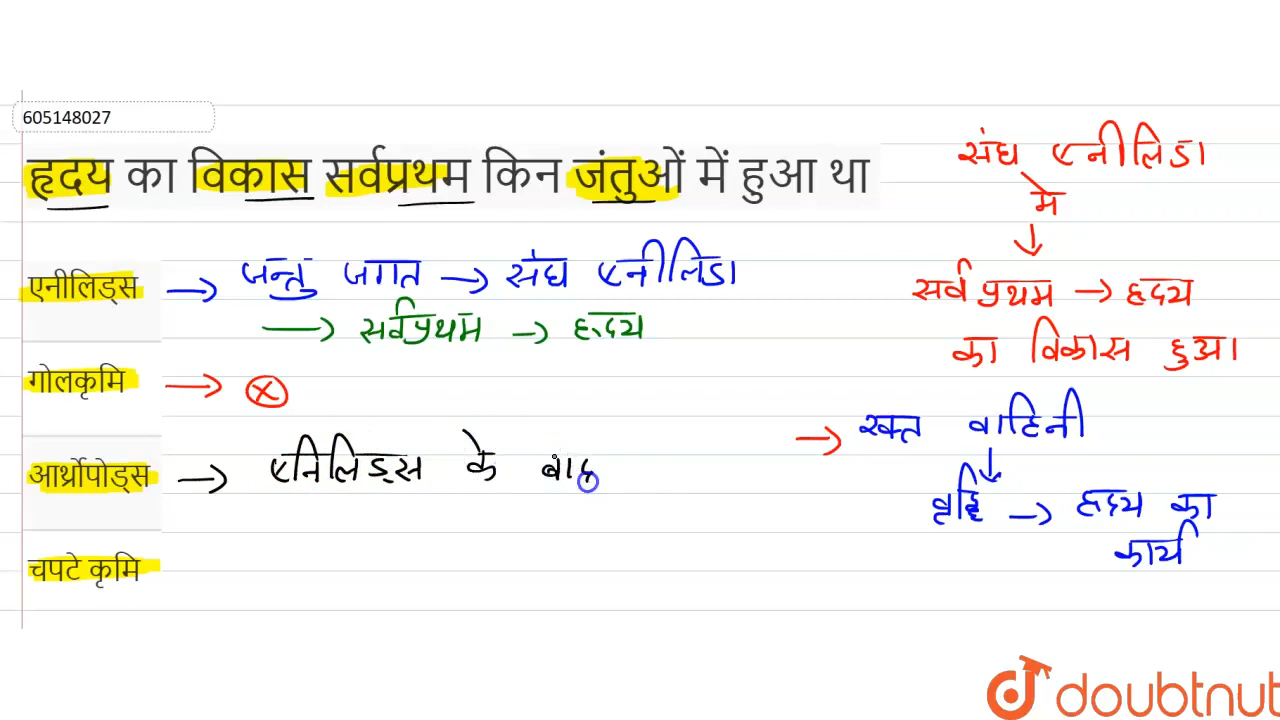 605148027
हृदय का विकास सर्वप्रथम किन जंतुओं में हुआ था
एनीलिड्स → जन्तु जगत → संघ एनीलिडा
→ सर्वप्रथम → हृदय
गोलकृमि → ×
आर्थ्रोपोड्स → एनिलिड्स के बाद
चपटे कृमि
संघ एनीलिडा
मे
↓
सर्वप्रथम → हृदय
का विकास हुआ।
→ रक्त वाहिनी
↓
वृद्धि → हृदय का
कार्य
doubtnut